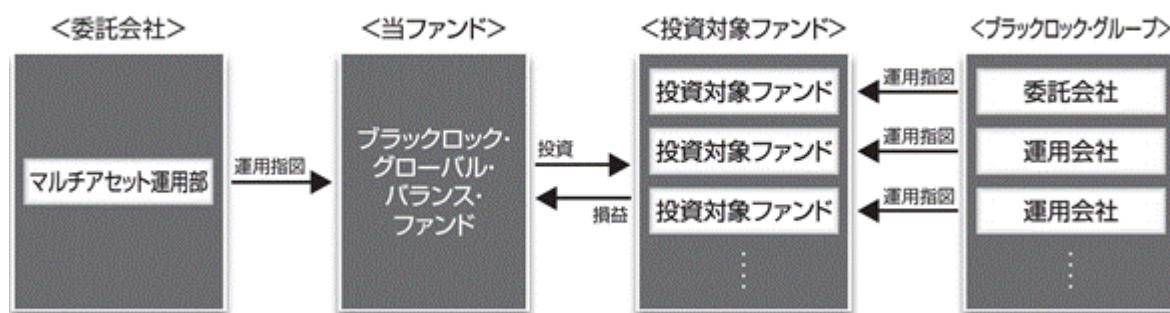 <委託会社>
<当ファンド>
<投資対象ファンド>
<ブラックロック・グループ>
マルチアセット運用部
運用指図
ブラックロック・
グローバル・
バランス・
ファンド
投資
損益
投資対象ファンド
運用指図
委託会社
投資対象ファンド
運用指図
運用会社
投資対象ファンド
運用指図
運用会社